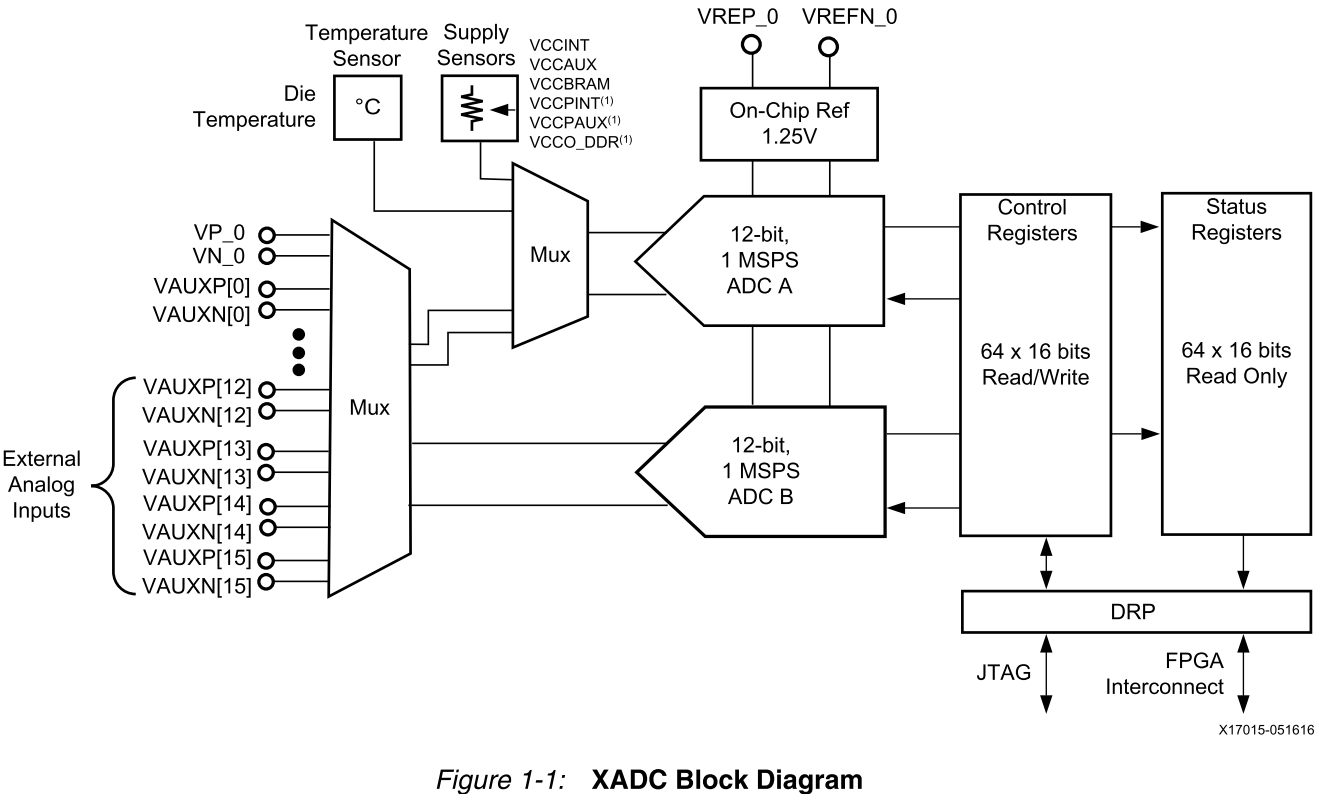 VREP_0 VREFN_0
Temperature
Sensor
Supply
Sensors
VCCINT
VCCAUX
VCCBRAM
VCCPINT(1)
VCCPAUX(1)
VCCO_DDR(1)
Die
Temperature
°C
On-Chip Ref
1.25V
VP_0
VN_0
VAUXP[0]
VAUXN[0]
VAUXP[12]
VAUXN[12]
VAUXP[13]
VAUXN[13]
VAUXP[14]
VAUXN[14]
VAUXP[15]
VAUXN[15]
External
Analog
Inputs
Mux
Mux
12-bit,
1 MSPS
ADC A
12-bit,
1 MSPS
ADC B
Control
Registers
64 x 16 bits
Read/Write
Status
Registers
64 x 16 bits
Read Only
DRP
JTAG
FPGA
Interconnect
X17015-051616
Figure 1-1: XADC Block Diagram